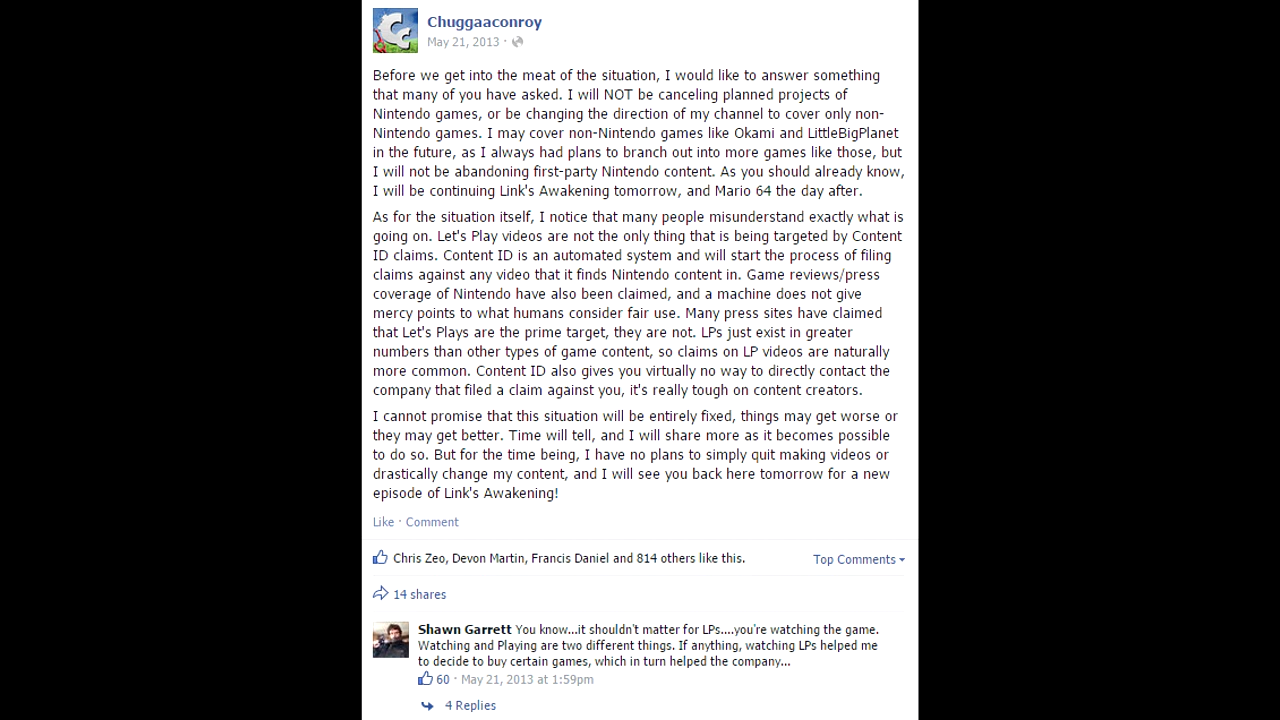 Chuggaaconroy
May 21, 2013 ·
Before we get into the meat of the situation, I would like to answer something
that many of you have asked. I will NOT be canceling planned projects of
Nintendo games, or be changing the direction of my channel to cover only non-
Nintendo games. I may cover non-Nintendo games like Okami and LittleBigPlanet
in the future, as I always had plans to branch out into more games like those, but
I will not be abandoning first-party Nintendo content. As you should already know,
I will be continuing Link's Awakening tomorrow, and Mario 64 the day after.
As for the situation itself, I notice that many people misunderstand exactly what is
going on. Let's Play videos are not the only thing that is being targeted by Content
ID claims. Content ID is an automated system and will start the process of filing
claims against any video that it finds Nintendo content in. Game reviews/press
coverage of Nintendo have also been claimed, and a machine does not give
mercy points to what humans consider fair use. Many press sites have claimed
that Let's Plays are the prime target, they are not. LPs just exist in greater
numbers than other types of game content, so claims on LP videos are naturally
more common. Content ID also gives you virtually no way to directly contact the
company that filed a claim against you, it's really tough on content creators.
I cannot promise that this situation will be entirely fixed, things may get worse or
they may get better. Time will tell, and I will share more as it becomes possible
to do so. But for the time being, I have no plans to simply quit making videos or
drastically change my content, and I will see you back here tomorrow for a new
episode of Link's Awakening!
Like · Comment
Chris Zeo, Devon Martin, Francis Daniel and 814 others like this.
Top Comments
14 shares
Shawn Garrett You know...it shouldn't matter for LPs....you're watching the game.
Watching and Playing are two different things. If anything, watching LPs helped me
to decide to buy certain games, which in turn helped the company...
60 · May 21, 2013 at 1:59pm
4 Replies